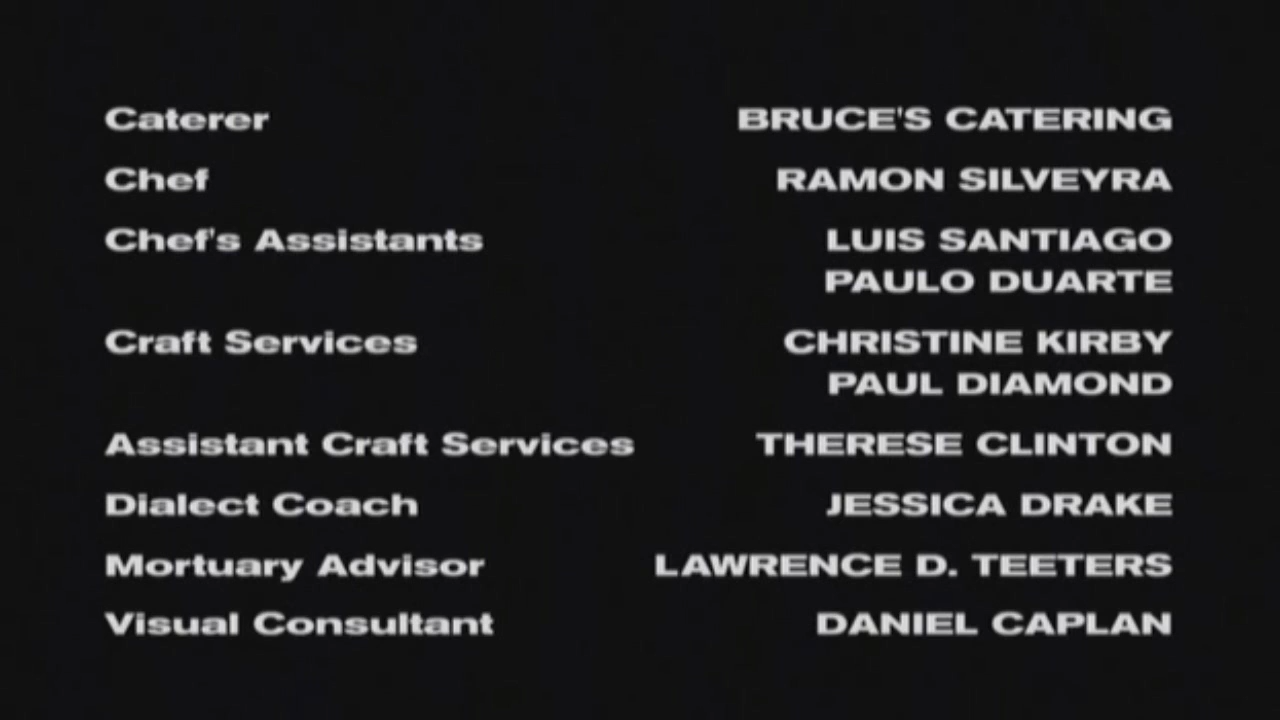 Caterer BRUCE'S CATERING
Chef RAMON SILVEYRA
Chef's Assistants LUIS SANTIAGO
PAULO DUARTE
Craft Services CHRISTINE KIRBY
PAUL DIAMOND
Assistant Craft Services THERESE CLINTON
Dialect Coach JESSICA DRAKE
Mortuary Advisor LAWRENCE D. TEETERS
Visual Consultant DANIEL CAPLAN